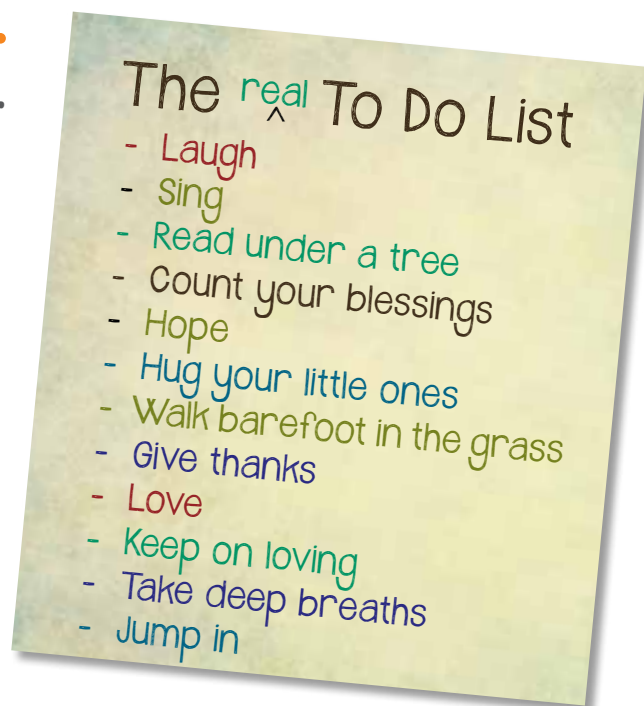 The real To Do List
^
- Laugh
- Sing
- Read under a tree
- Count your blessings
- Hope
- Hug your little ones
- Walk barefoot in the grass
- Give thanks
- Love
- Keep on loving
- Take deep breaths
- Jump in